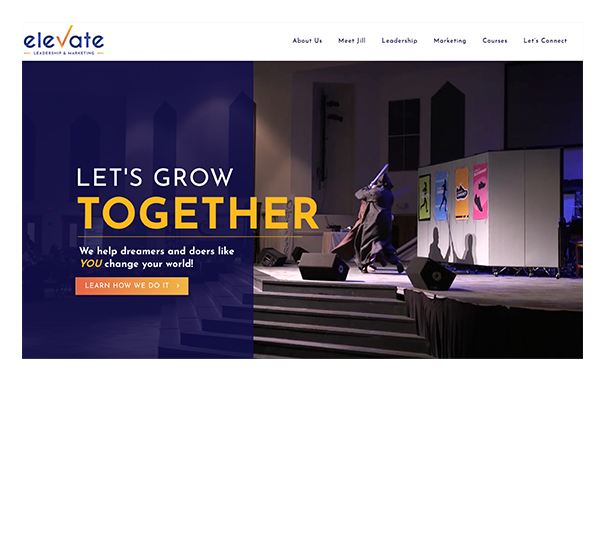 elevate
LEADERSHIP & MARKETING
About Us
Meet Jill
Leadership
Marketing
Courses
Let's Connect
LET'S GROW
TOGETHER
We help dreamers and doers like
YOU change your world!
LEARN HOW WE DO IT >